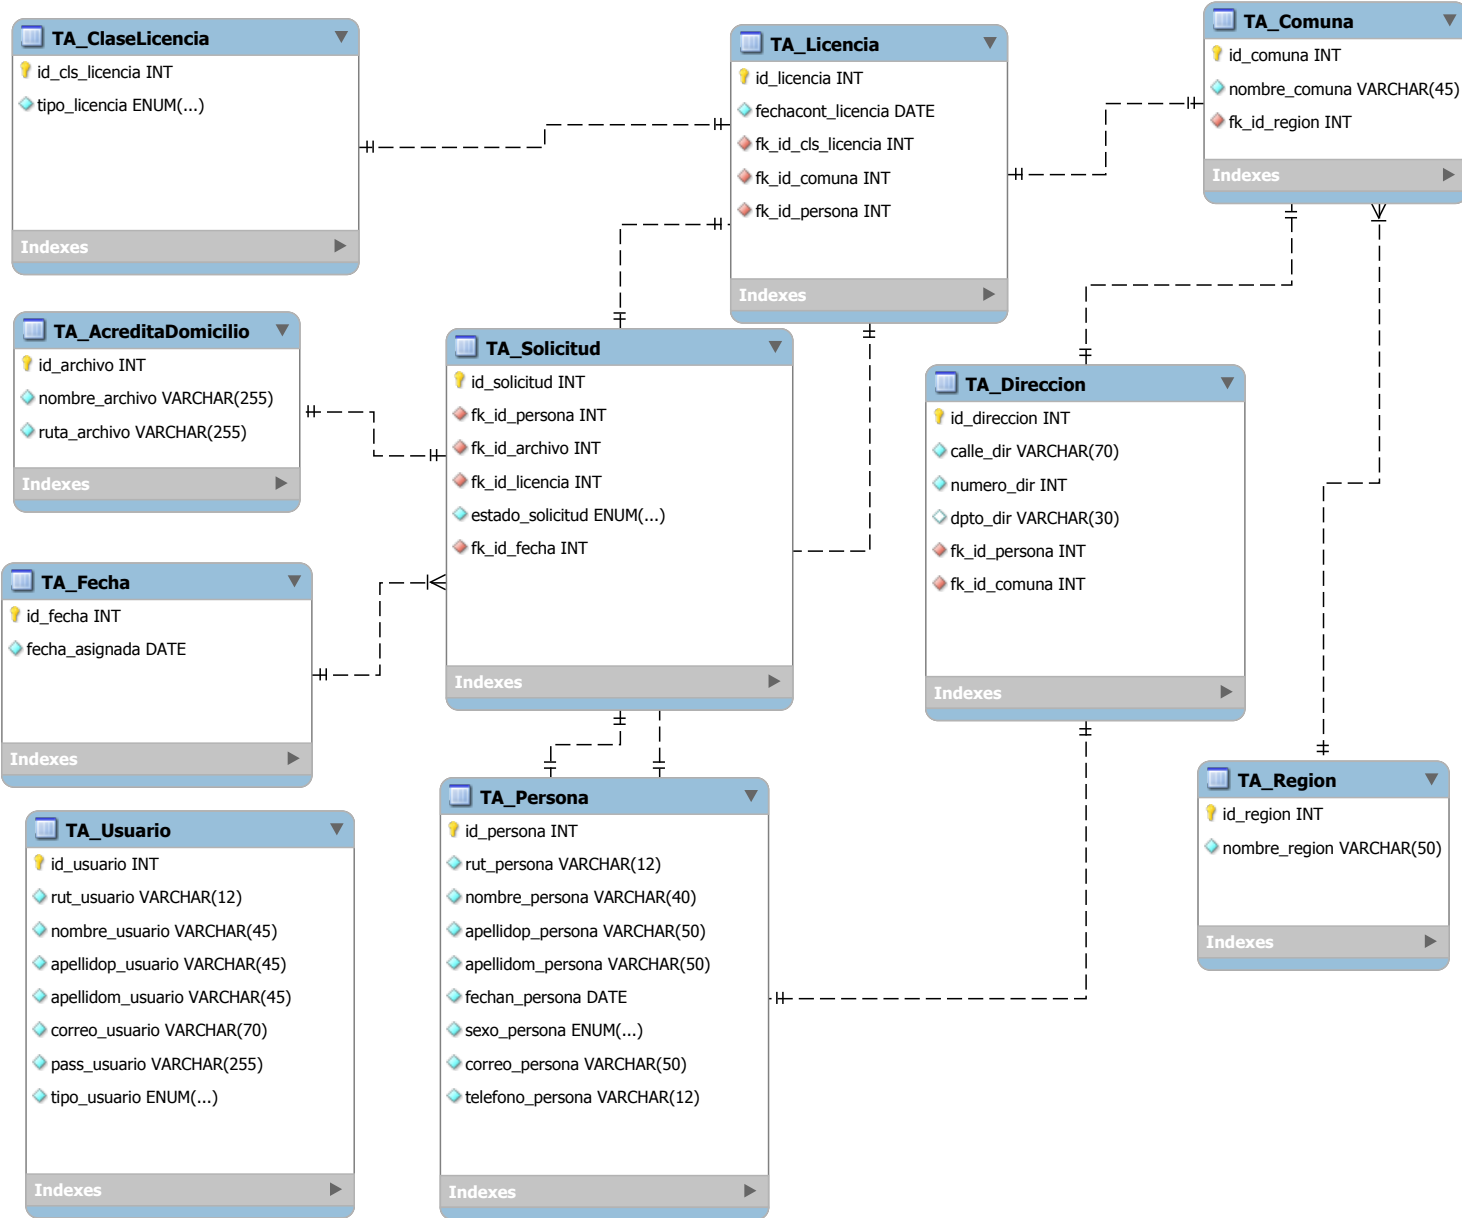 TA_ClaseLicencia
id_cls_licencia INT
tipo_licencia ENUM(...)
Indexes
TA_Licencia
id_licencia INT
fechacont_licencia DATE
fk_id_cls_licencia INT
fk_id_comuna INT
fk_id_persona INT
Indexes
TA_Comuna
id_comuna INT
nombre_comuna VARCHAR(45)
fk_id_region INT
Indexes
TA_AcreditaDomicilio
id_archivo INT
nombre_archivo VARCHAR(255)
ruta_archivo VARCHAR(255)
Indexes
TA_Solicitud
id_solicitud INT
fk_id_persona INT
fk_id_archivo INT
fk_id_licencia INT
estado_solicitud ENUM(...)
fk_id_fecha INT
Indexes
TA_Direccion
id_direccion INT
calle_dir VARCHAR(70)
numero_dir INT
dpto_dir VARCHAR(30)
fk_id_persona INT
fk_id_comuna INT
Indexes
TA_Fecha
id_fecha INT
fecha_asignada DATE
Indexes
TA_Usuario
id_usuario INT
rut_usuario VARCHAR(12)
nombre_usuario VARCHAR(45)
apellidop_usuario VARCHAR(45)
apellidom_usuario VARCHAR(45)
correo_usuario VARCHAR(70)
pass_usuario VARCHAR(255)
tipo_usuario ENUM(...)
Indexes
TA_Persona
id_persona INT
rut_persona VARCHAR(12)
nombre_persona VARCHAR(40)
apellidop_persona VARCHAR(50)
apellidom_persona VARCHAR(50)
fechan_persona DATE
sexo_persona ENUM(...)
correo_persona VARCHAR(50)
telefono_persona VARCHAR(12)
Indexes
TA_Region
id_region INT
nombre_region VARCHAR(50)
Indexes